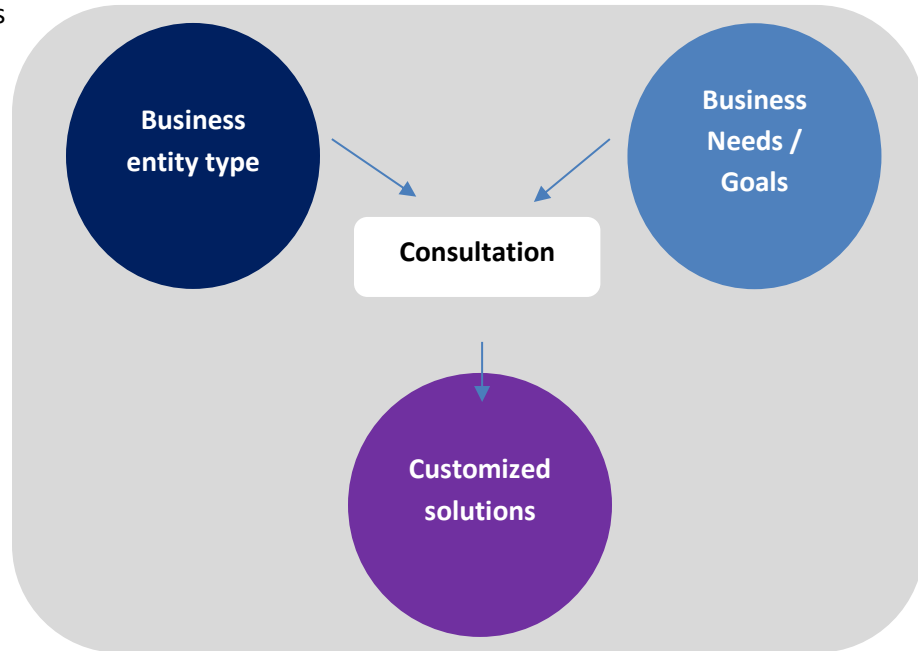 s
Business
entity type
Business
Needs /
Goals
Consultation
Customized
solutions